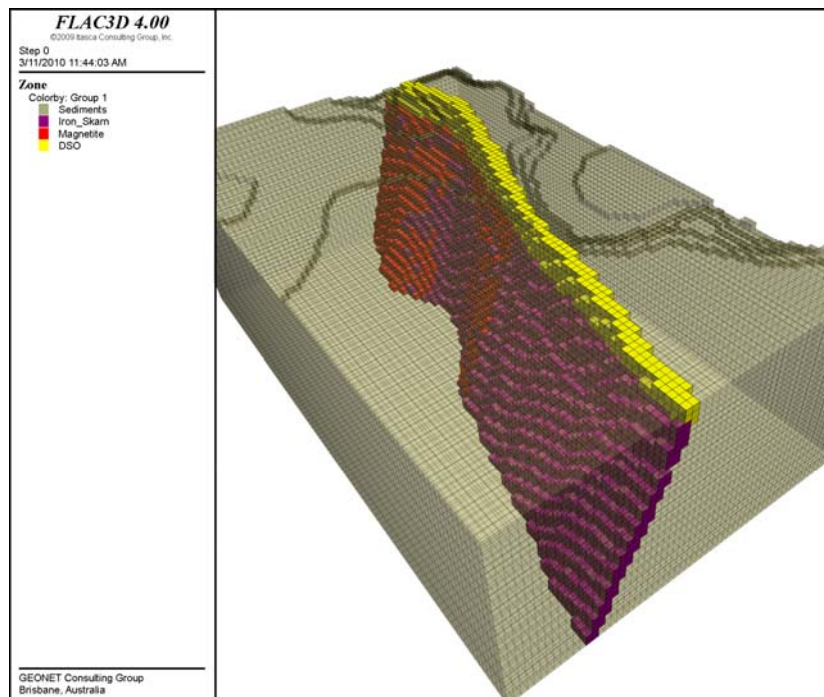 FLAC3D 4.00
©2009 Itasca Consulting Group, Inc.
Step 0
3/11/2010 11:44:03 AM
Zone
Colorby: Group 1
Sediments
Iron_Skarn
Magnetite
DSO
GEONET Consulting Group
Brisbane, Australia